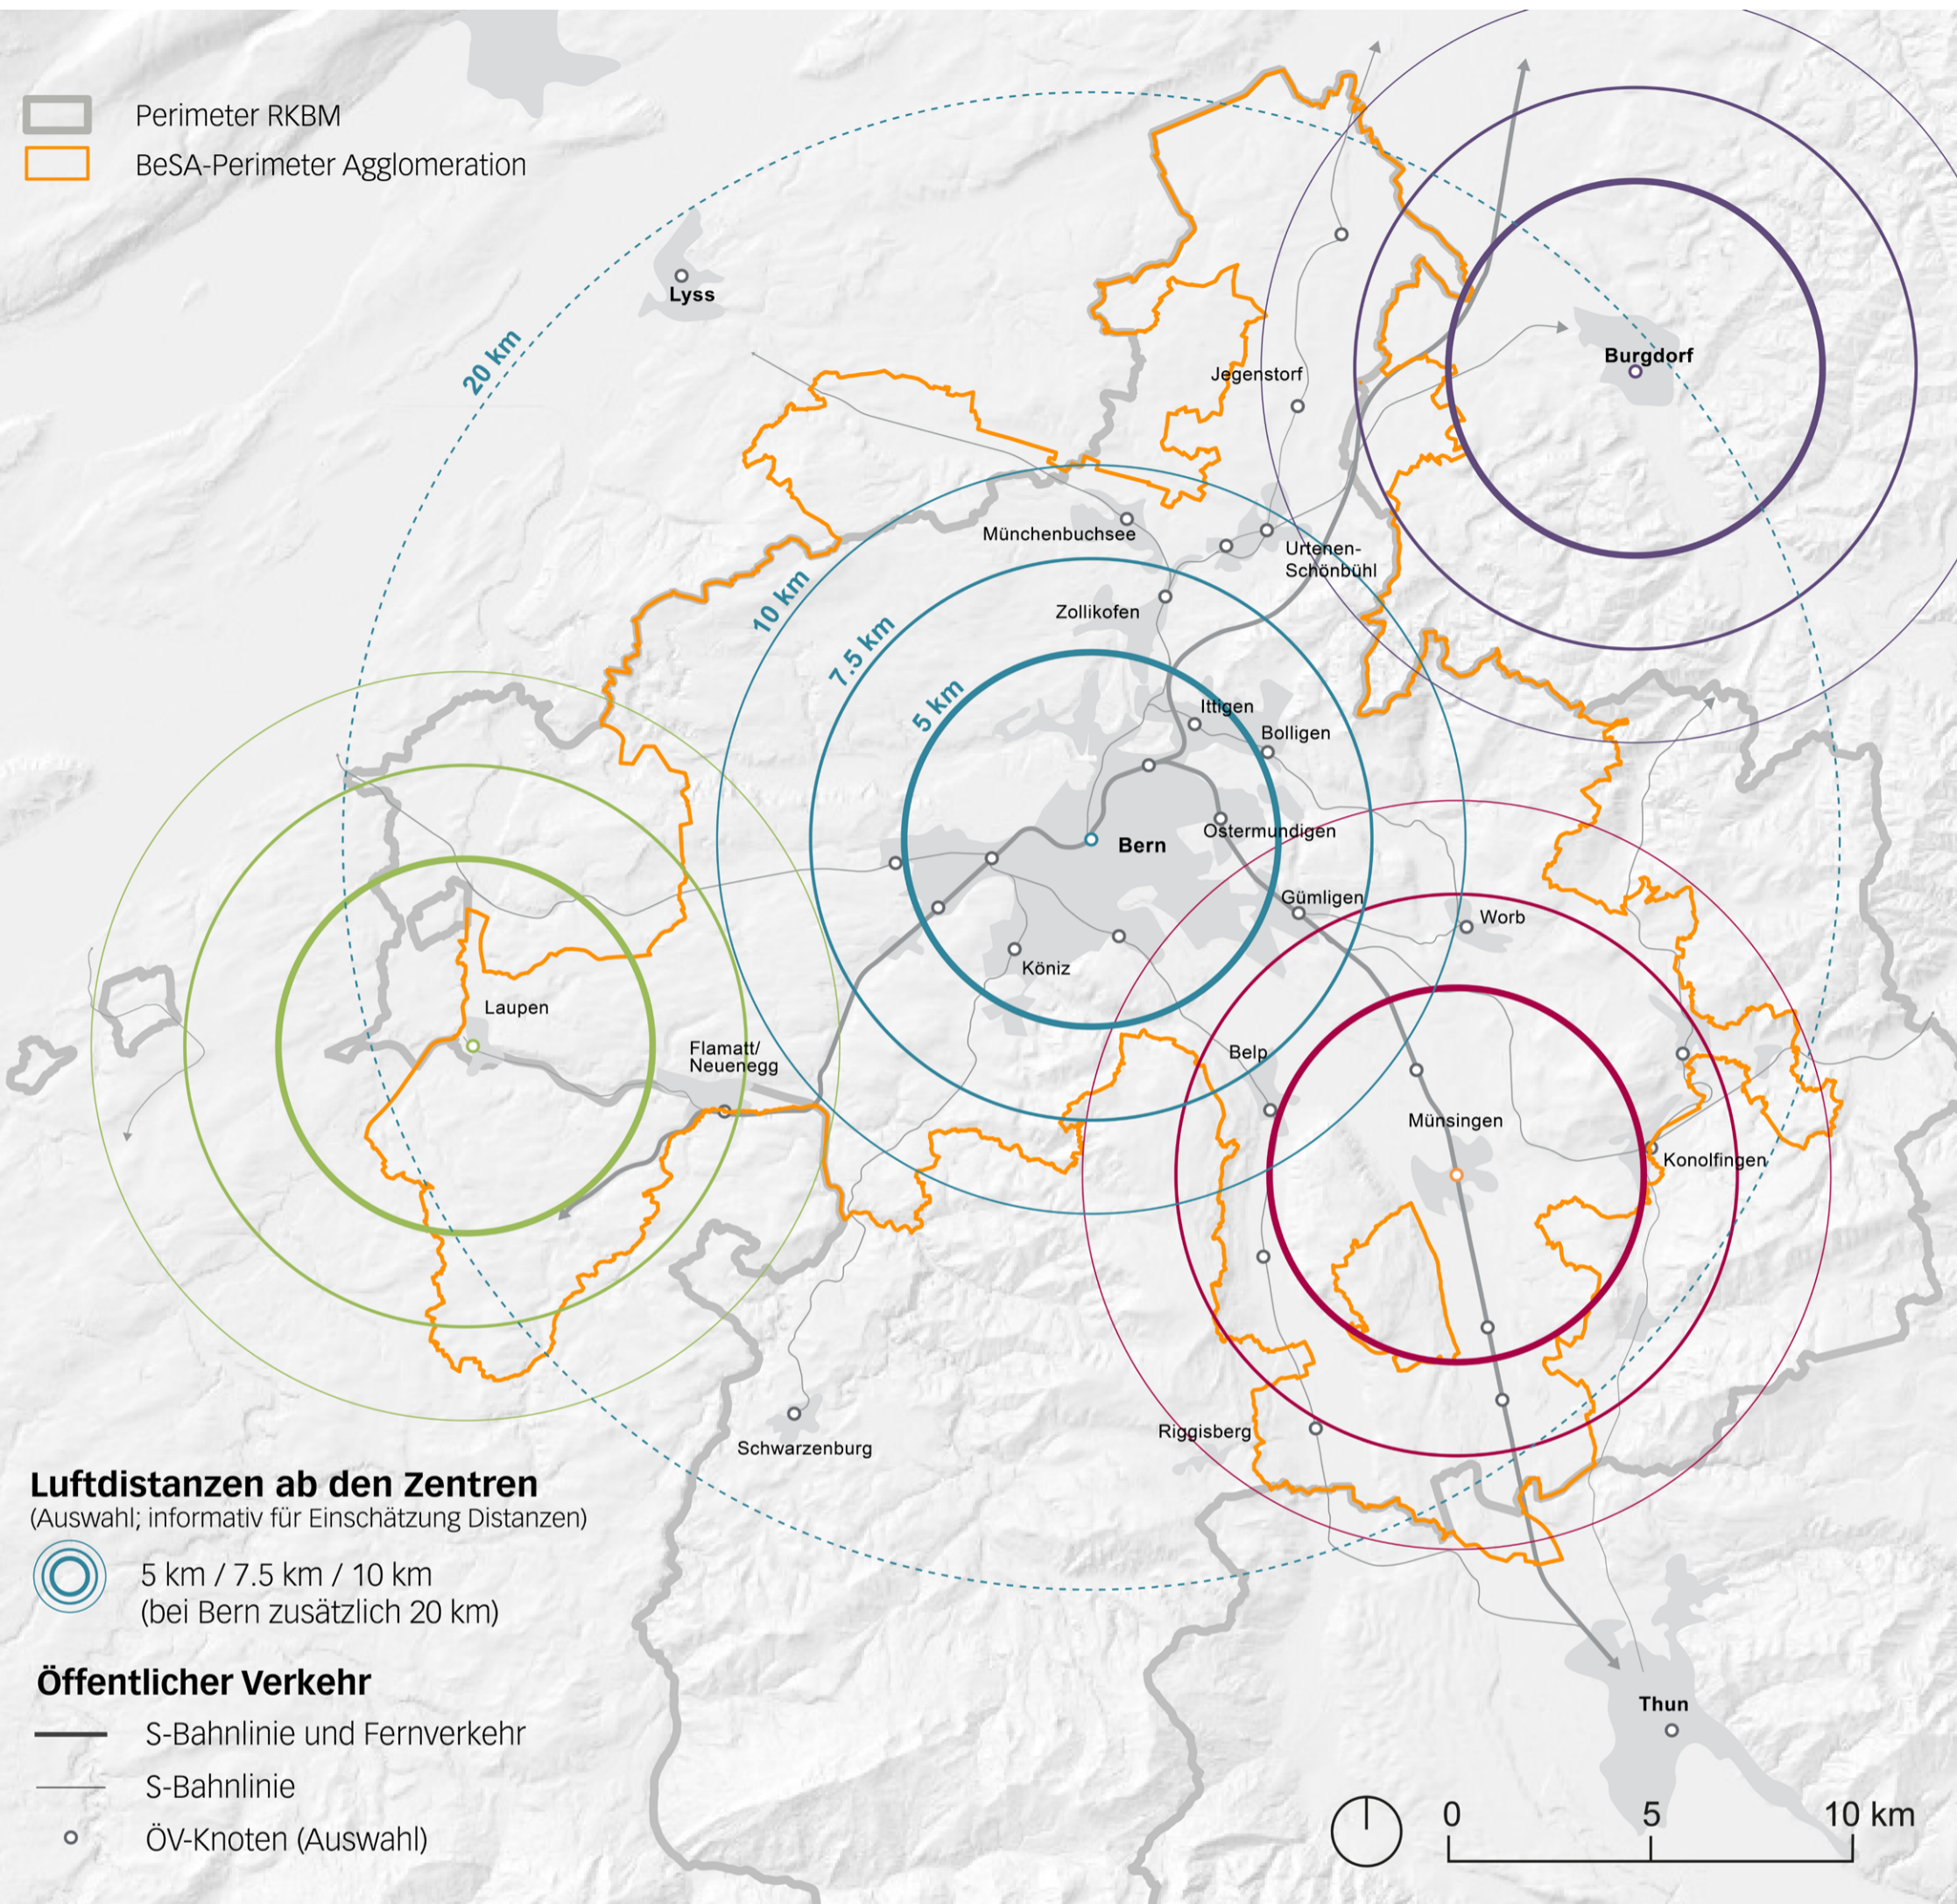 Perimeter RKBM
BeSA-Perimeter Agglomeration
Lyss
20 km
Burgdorf
Jegenstorf
Münchenbuchsee
Urtenen-
Schönbühl
10 km
Zollikofen
7.5 km
5 km
Ittigen
Bolligen
Ostermundigen
Bern
Gümligen
Worb
Köniz
Laupen
Flamatt/
Neuenegg
Belp
Münsingen
Konolfingen
Riggisberg
Schwarzenburg
Luftdistanzen ab den Zentren
(Auswahl; informativ für Einschätzung Distanzen)
5 km / 7.5 km / 10 km
(bei Bern zusätzlich 20 km)
Öffentlicher Verkehr
S-Bahnlinie und Fernverkehr
S-Bahnlinie
ÖV-Knoten (Auswahl)
Thun
0 5 10 km